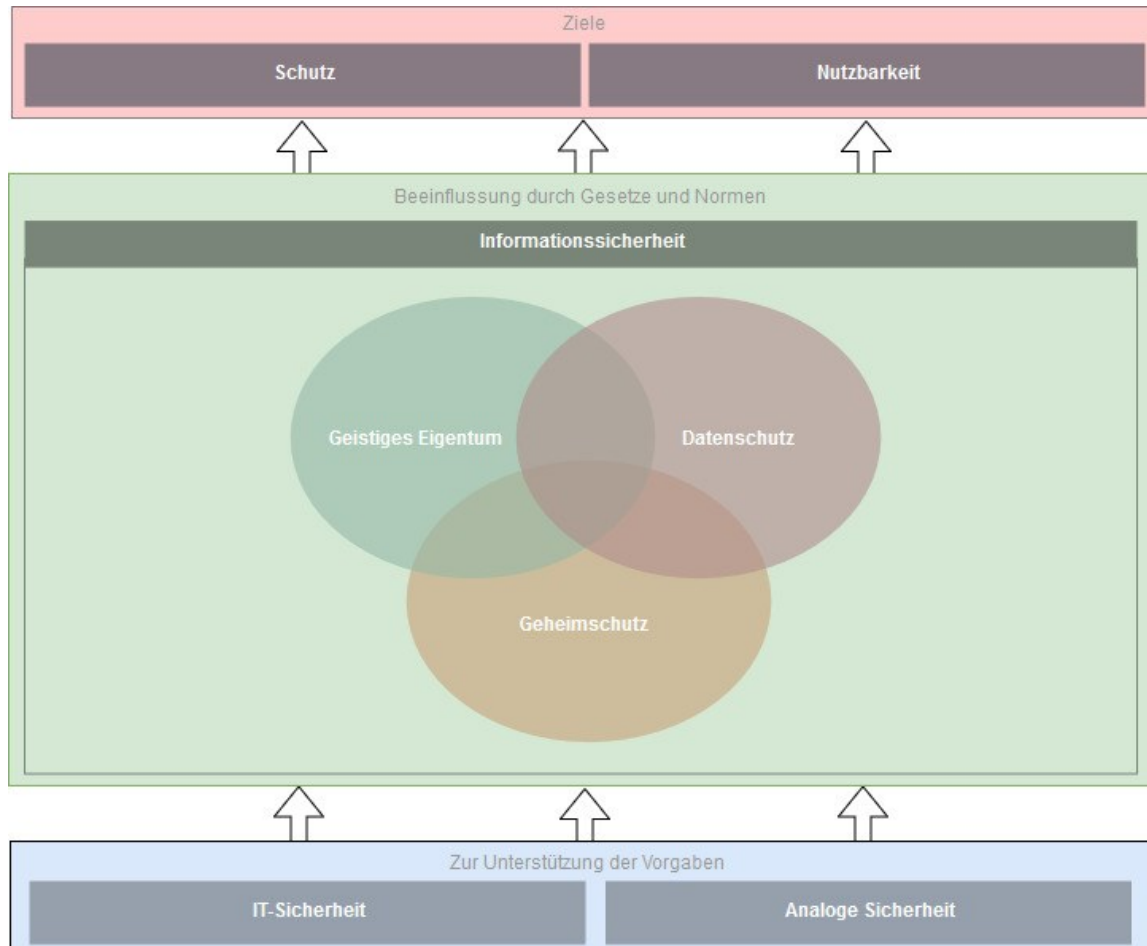 Ziele
Schutz
Nutzbarkeit
Beeinflussung durch Gesetze und Normen
Informationssicherheit
Geistiges Eigentum
Datenschutz
Geheimschutz
Zur Unterstützung der Vorgaben
IT-Sicherheit
Analoge Sicherheit